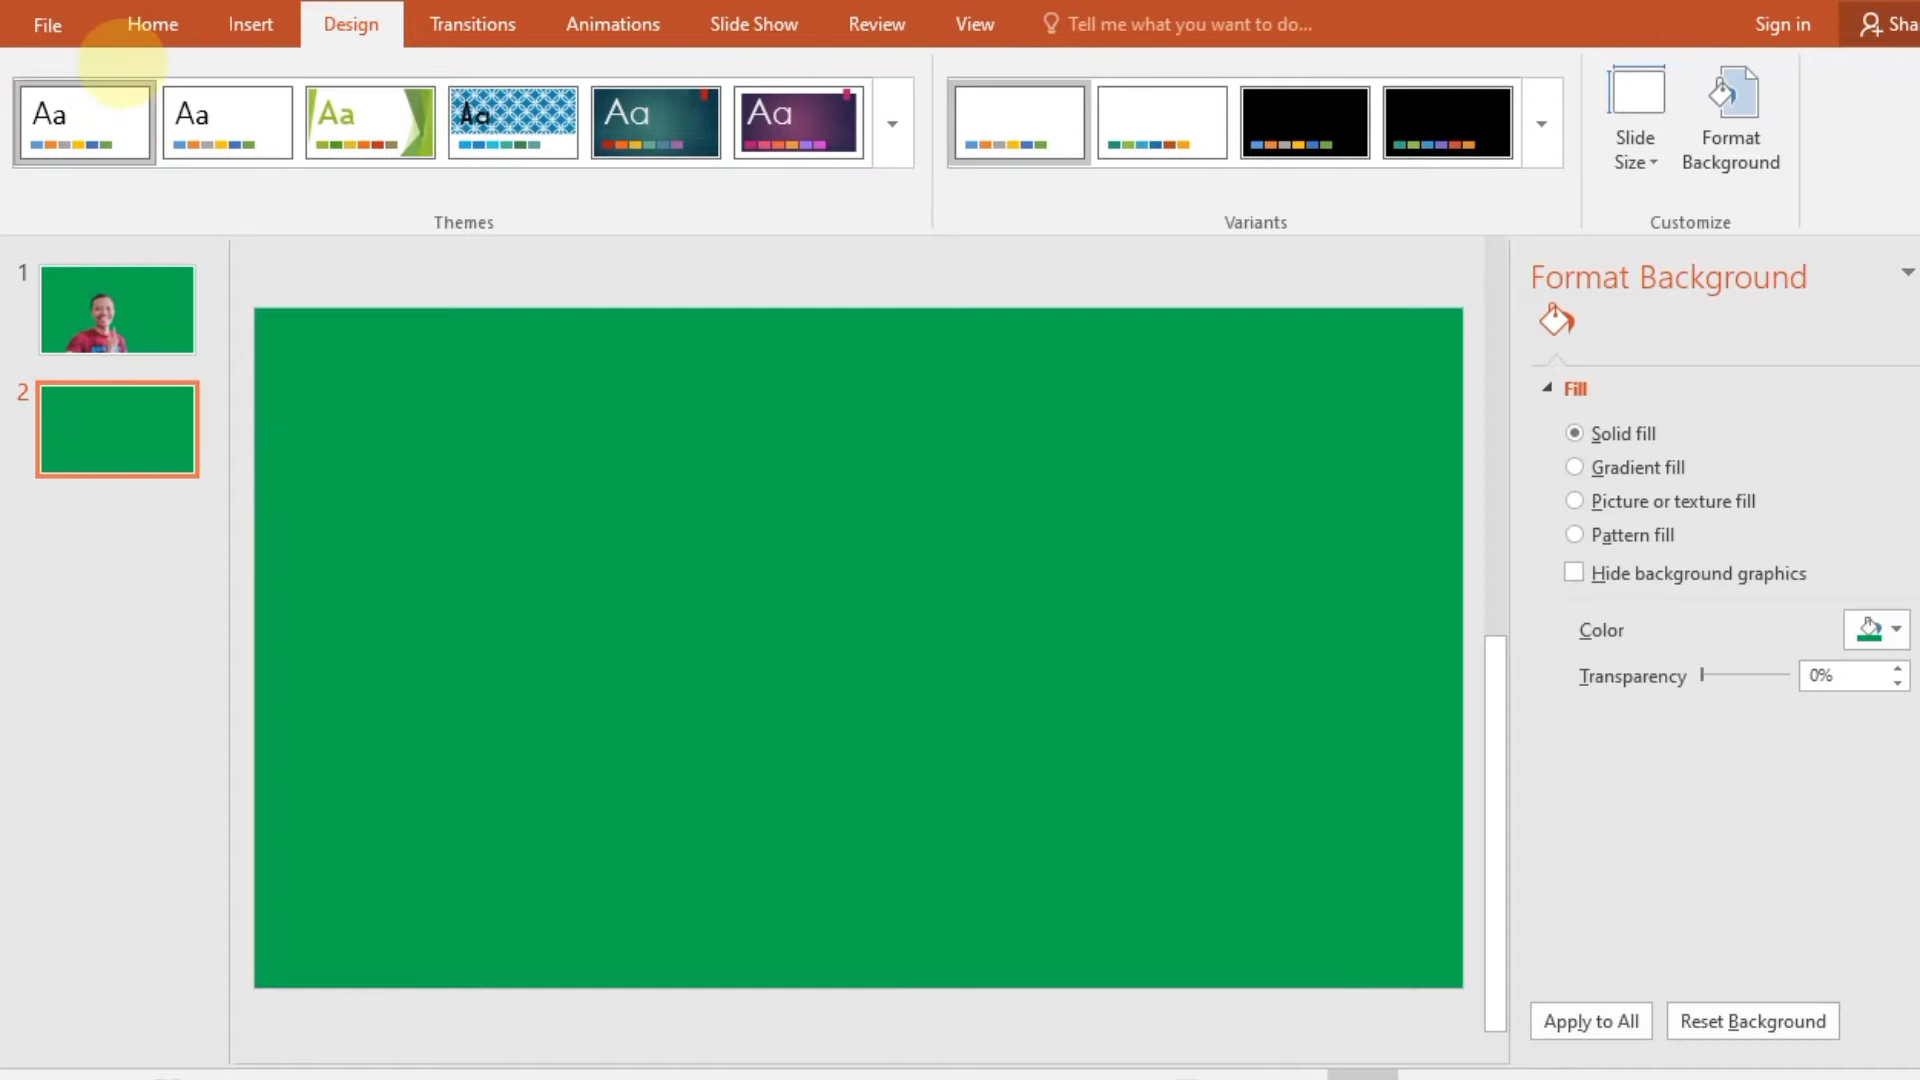 File Home Insert Design Transitions Animations Slide Show Review View Tell me what you want to do... Sign in Sha
Aa Aa Aa Aa Aa Aa
Slide Size
Format Background
Themes Variants Customize
1
2
Format Background
Fill
Solid fill
Gradient fill
Picture or texture fill
Pattern fill
Hide background graphics
Color
Transparency 0%
Apply to All Reset Background